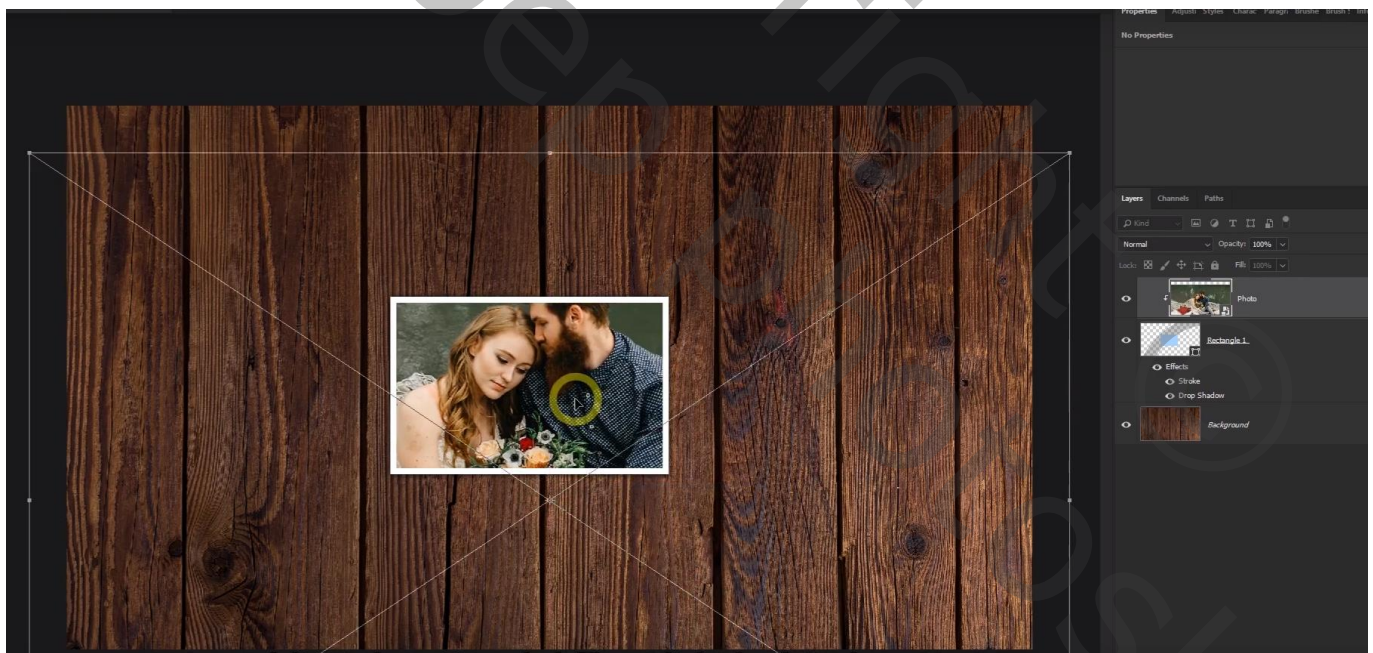 Properties Adjusti Styles Charac Paragr Brushe Brush S
No Properties
Layers Channels Paths
Kind
Normal Opacity: 100%
Lock: Fill: 100%
Photo
Rectangle 1
Effects
Stroke
Drop Shadow
Background